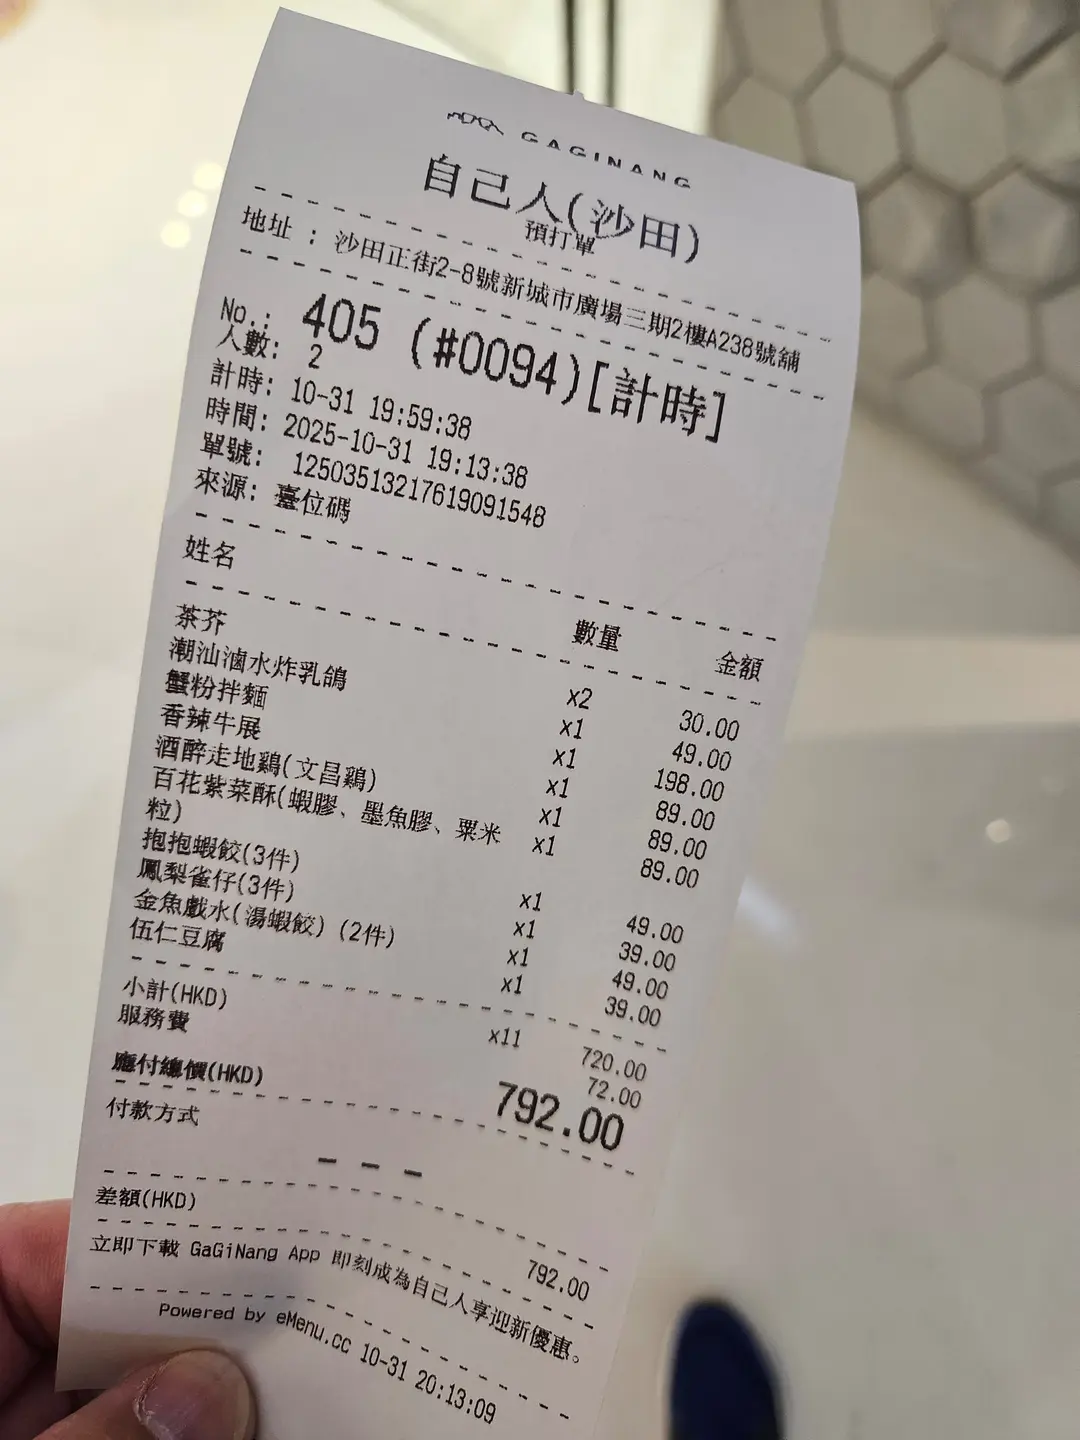 GAGINANG
自己人(沙田)
預打單
地址 : 沙田正街2-8號新城市廣場三期2樓A238號舖
No.: 405 (#0094)[計時]
人數: 2
計時: 10-31 19:59:38
時間: 2025-10-31 19:13:38
單號: 12503513217619091548
來源: 臺位碼
姓名 數量 金額
茶芥 x2 30.00
潮汕滷水炸乳鴿 x1 49.00
蟹粉拌麵 x1 198.00
香辣牛展 x1 89.00
酒醉走地鷄(文昌鷄) x1 89.00
百花紫菜酥(蝦膠、墨魚膠、粟米 x1 89.00
粒)
抱抱蝦餃(3件) x1 49.00
鳳梨雀仔(3件) x1 39.00
金魚戲水(湯蝦餃) (2件) x1 49.00
伍仁豆腐 x1 39.00
小計(HKD) x11 720.00
服務費 72.00
應付總價(HKD) 792.00
付款方式
差額(HKD) 792.00
立即下載 GaGiNang App 即刻成為自己人享迎新優惠。
Powered by eMenu.cc 10-31 20:13:09